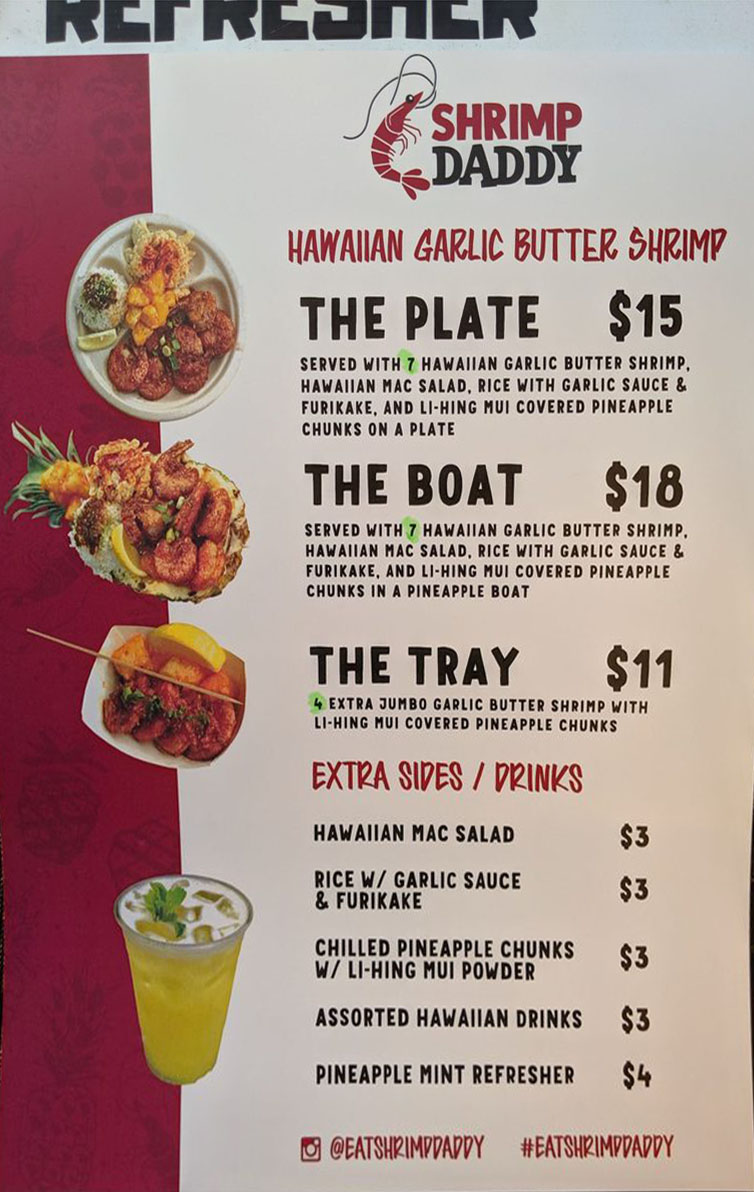 REFRESHER
SHRIMP
DADDY
HAWAIIAN GARLIC BUTTER SHRIMP
THE PLATE $15
SERVED WITH 7 HAWAIIAN GARLIC BUTTER SHRIMP,
HAWAIIAN MAC SALAD, RICE WITH GARLIC SAUCE &
FURIKAKE, AND LI-HING MUI COVERED PINEAPPLE
CHUNKS ON A PLATE
THE BOAT $18
SERVED WITH 7 HAWAIIAN GARLIC BUTTER SHRIMP,
HAWAIIAN MAC SALAD, RICE WITH GARLIC SAUCE &
FURIKAKE, AND LI-HING MUI COVERED PINEAPPLE
CHUNKS IN A PINEAPPLE BOAT
THE TRAY $11
4 EXTRA JUMBO GARLIC BUTTER SHRIMP WITH
LI-HING MUI COVERED PINEAPPLE CHUNKS
EXTRA SIDES / DRINKS
HAWAIIAN MAC SALAD $3
RICE W/ GARLIC SAUCE
& FURIKAKE $3
CHILLED PINEAPPLE CHUNKS
W/ LI-HING MUI POWDER $3
ASSORTED HAWAIIAN DRINKS $3
PINEAPPLE MINT REFRESHER $4
@EATSHRIMPDADDY #EATSHRIMPDADDY